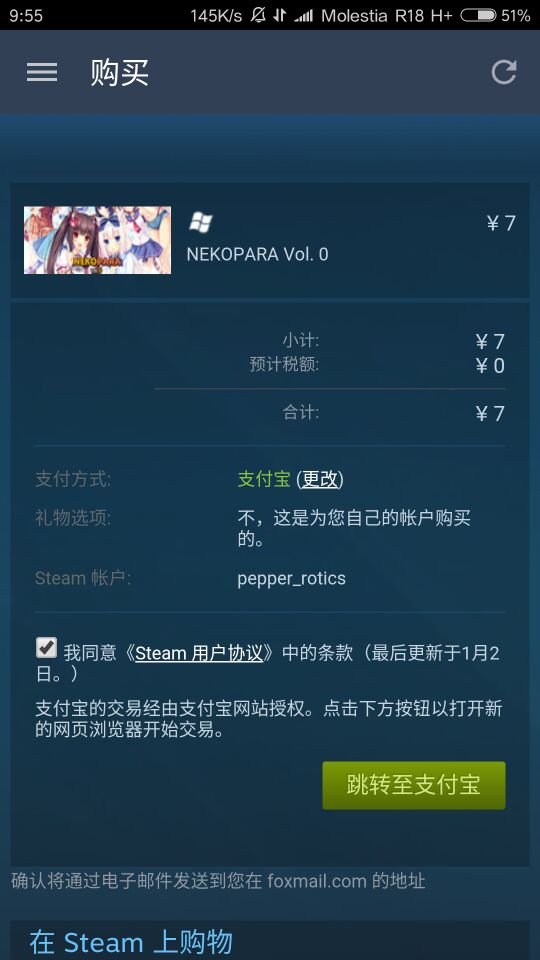 9:55 145K/s Molestia R18 H+ 51%
购买
NEKOPARA
¥ 7
NEKOPARA Vol. 0
小计: ¥ 7
预计税额: ¥ 0
合计: ¥ 7
支付方式: 支付宝 (更改)
礼物选项: 不，这是为您自己的帐户购买
的。
Steam 帐户: pepper_rotics
我同意《Steam 用户协议》中的条款（最后更新于1月2
日。）
支付宝的交易经由支付宝网站授权。点击下方按钮以打开新
的网页浏览器开始交易。
跳转至支付宝
确认将通过电子邮件发送到您在 foxmail.com 的地址
在 Steam 上购物